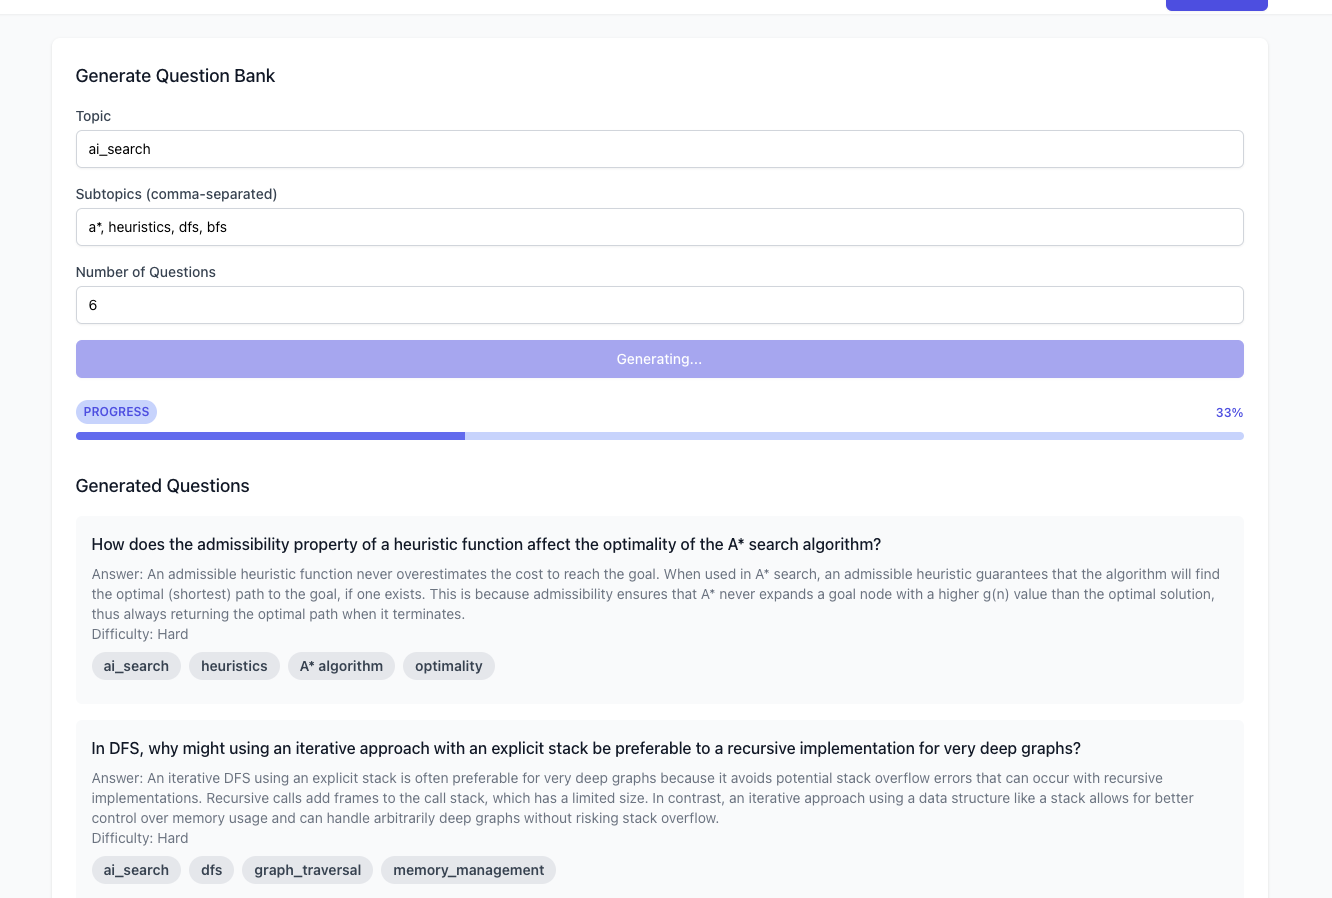 Generate Question Bank
Topic
ai_search
Subtopics (comma-separated)
a*, heuristics, dfs, bfs
Number of Questions
6
Generating...
PROGRESS 33%
Generated Questions
How does the admissibility property of a heuristic function affect the optimality of the A* search algorithm?
Answer: An admissible heuristic function never overestimates the cost to reach the goal. When used in A* search, an admissible heuristic guarantees that the algorithm will find
the optimal (shortest) path to the goal, if one exists. This is because admissibility ensures that A* never expands a goal node with a higher g(n) value than the optimal solution,
thus always returning the optimal path when it terminates.
Difficulty: Hard
ai_search heuristics A* algorithm optimality
In DFS, why might using an iterative approach with an explicit stack be preferable to a recursive implementation for very deep graphs?
Answer: An iterative DFS using an explicit stack is often preferable for very deep graphs because it avoids potential stack overflow errors that can occur with recursive
implementations. Recursive calls add frames to the call stack, which has a limited size. In contrast, an iterative approach using a data structure like a stack allows for better
control over memory usage and can handle arbitrarily deep graphs without risking stack overflow.
Difficulty: Hard
ai_search dfs graph_traversal memory_management